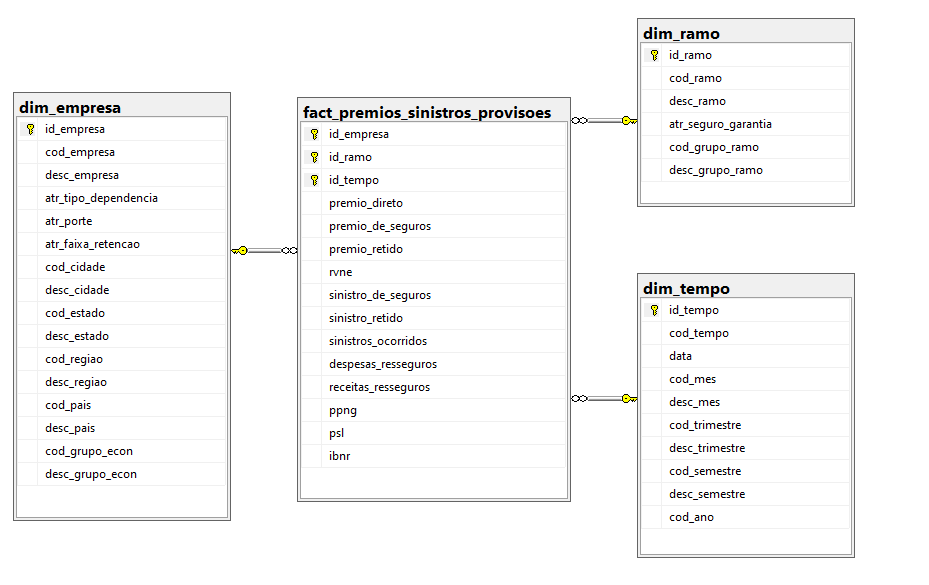 dim_empresa
id_empresa
cod_empresa
desc_empresa
atr_tipo_dependencia
atr_porte
atr_faixa_retencao
cod_cidade
desc_cidade
cod_estado
desc_estado
cod_regiao
desc_regiao
cod_pais
desc_pais
cod_grupo_econ
desc_grupo_econ
fact_premios_sinistros_provisoes
id_empresa
id_ramo
id_tempo
premio_direto
premio_de_seguros
premio_retido
rvne
sinistro_de_seguros
sinistro_retido
sinistros_ocorridos
despesas_resseguros
receitas_resseguros
ppng
psl
ibnr
dim_ramo
id_ramo
cod_ramo
desc_ramo
atr_seguro_garantia
cod_grupo_ramo
desc_grupo_ramo
dim_tempo
id_tempo
cod_tempo
data
cod_mes
desc_mes
cod_trimestre
desc_trimestre
cod_semestre
desc_semestre
cod_ano